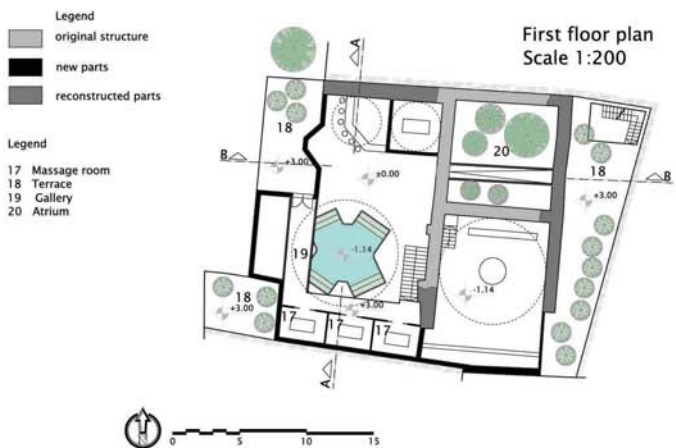 Legend
original structure
new parts
reconstructed parts
Legend
17 Massage room
18 Terrace
19 Gallery
20 Atrium
First floor plan
Scale 1:200
A
18
B
+3.00
±0.00
20
18
B
+3.00
19
-1.14
-1.14
18
+3.00
+3.00
17
17
17
A
N
0 5 10 15